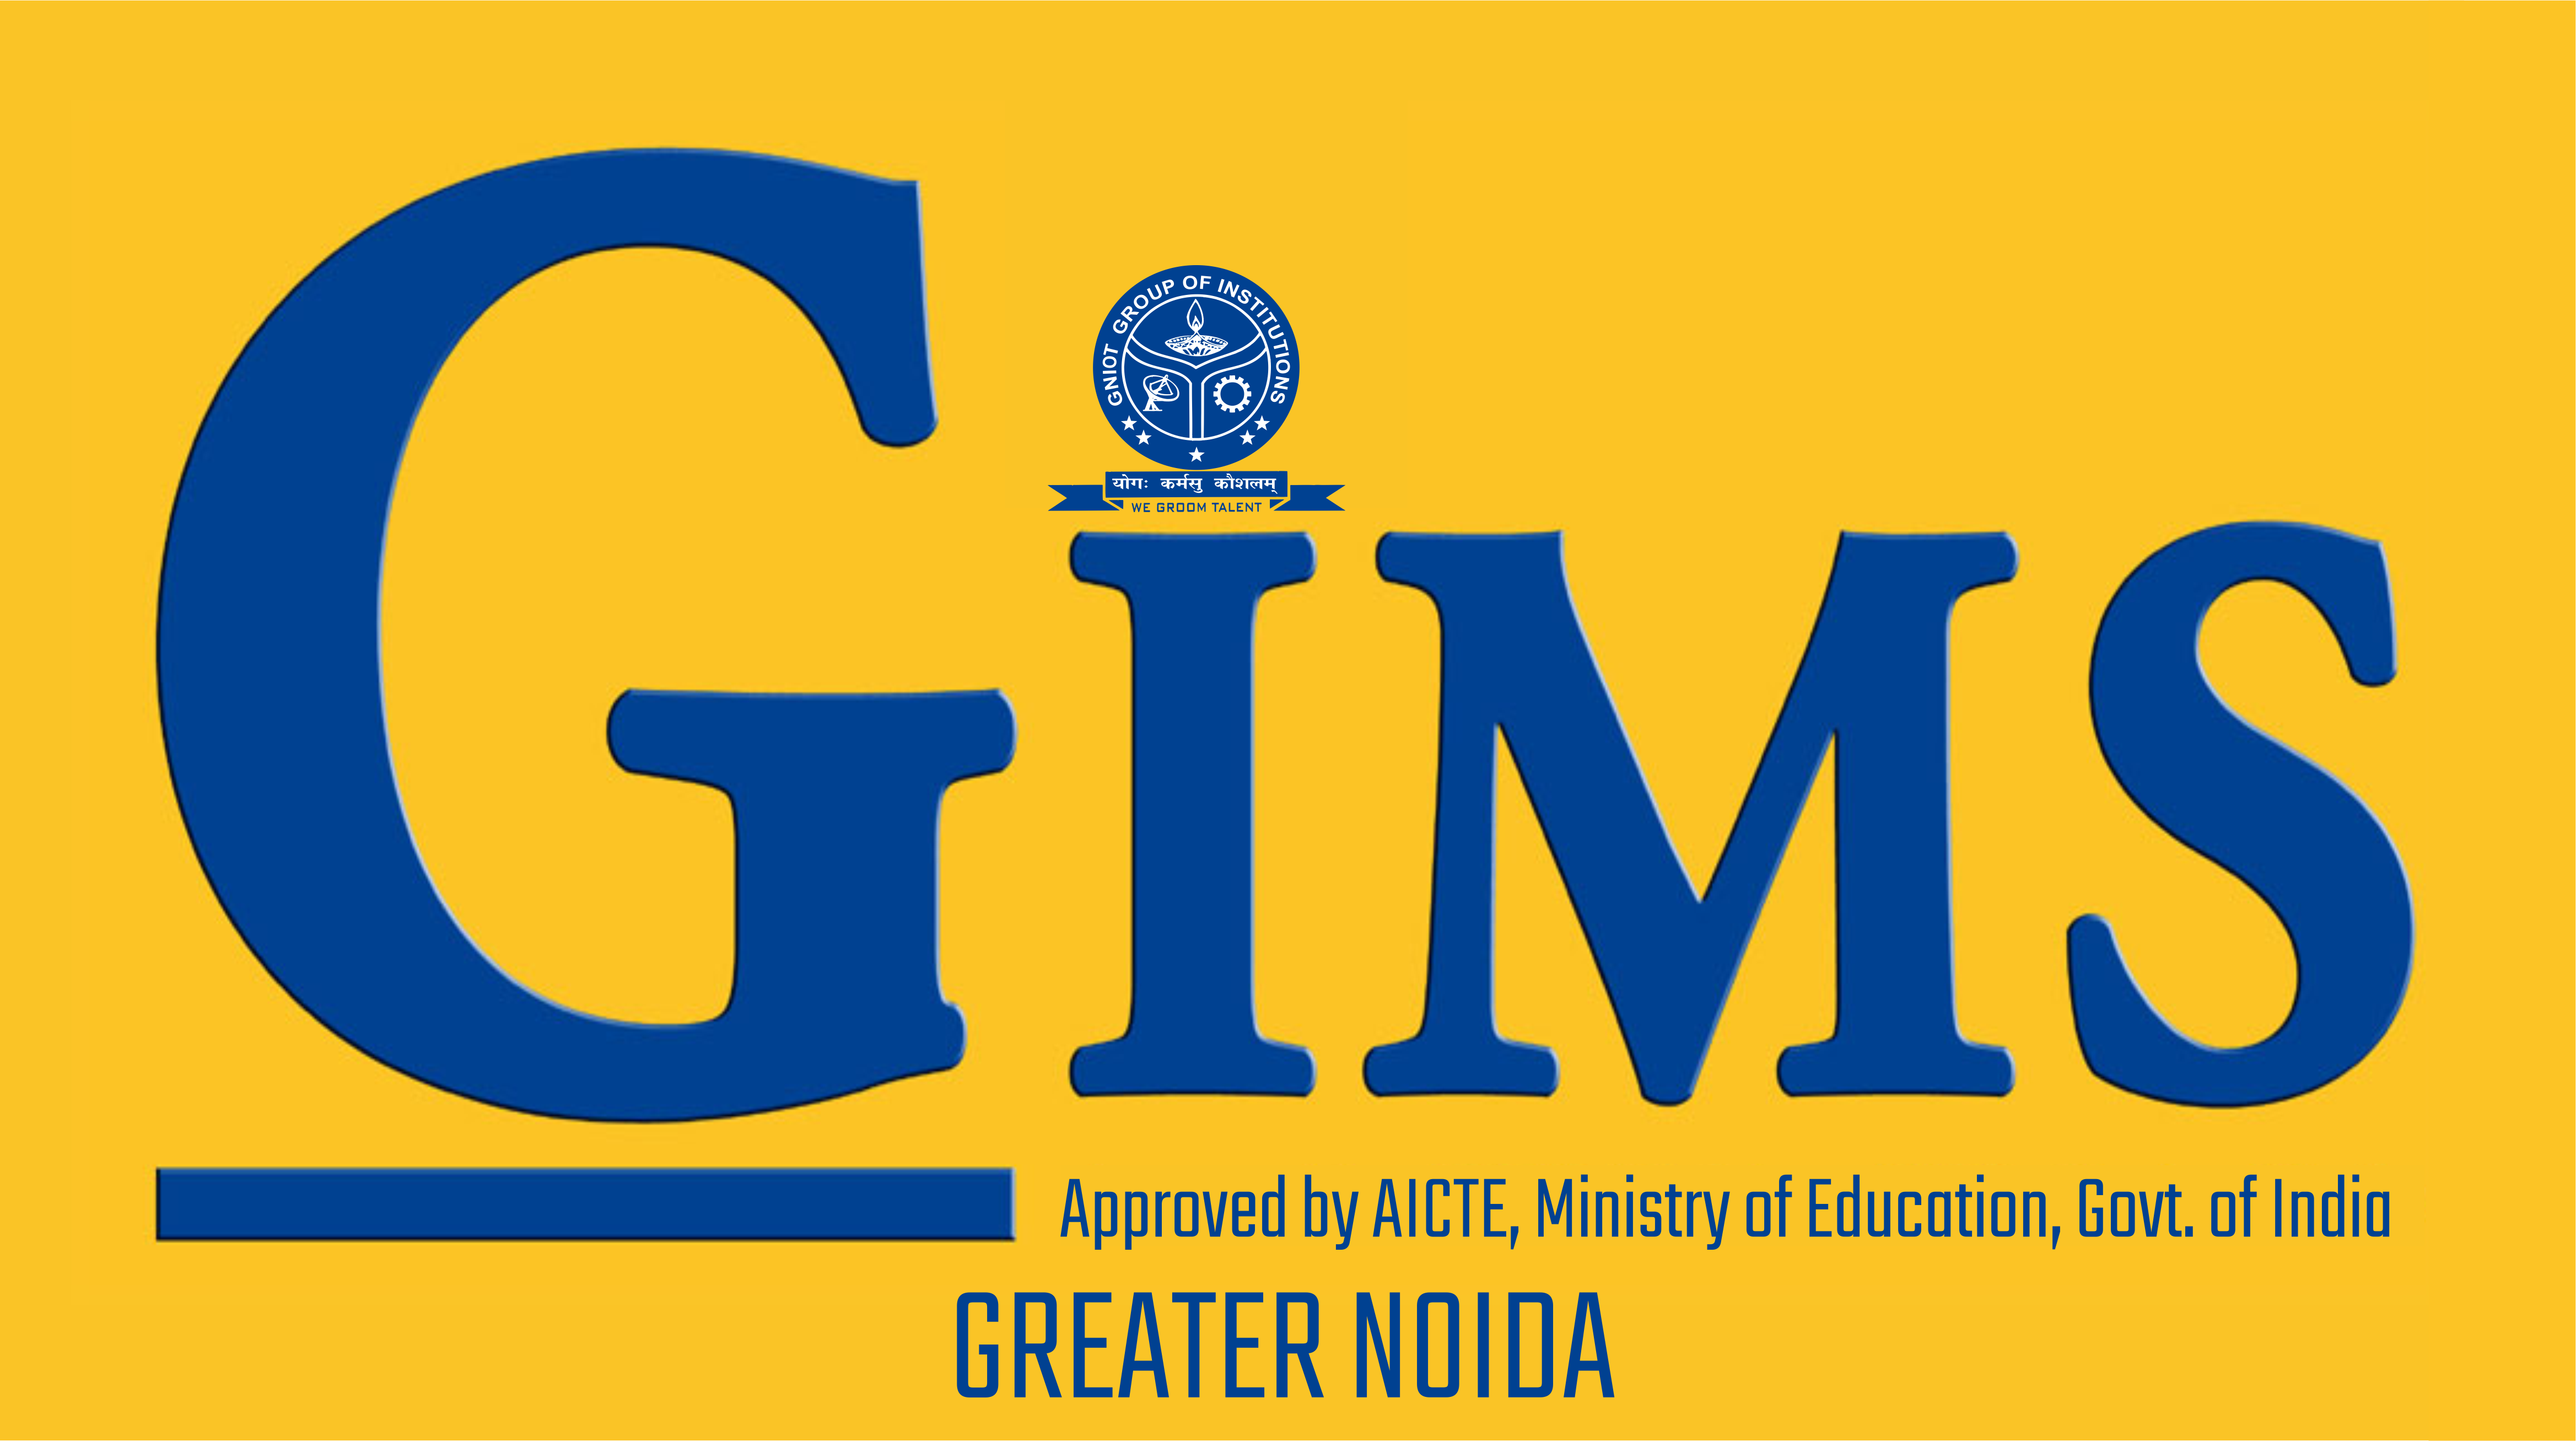 GNIOT GROUP OF INSTITUTIONS
योगः कर्मसु कौशलम्
WE GROOM TALENT
GIMS
Approved by AICTE, Ministry of Education, Govt. of India
GREATER NOIDA